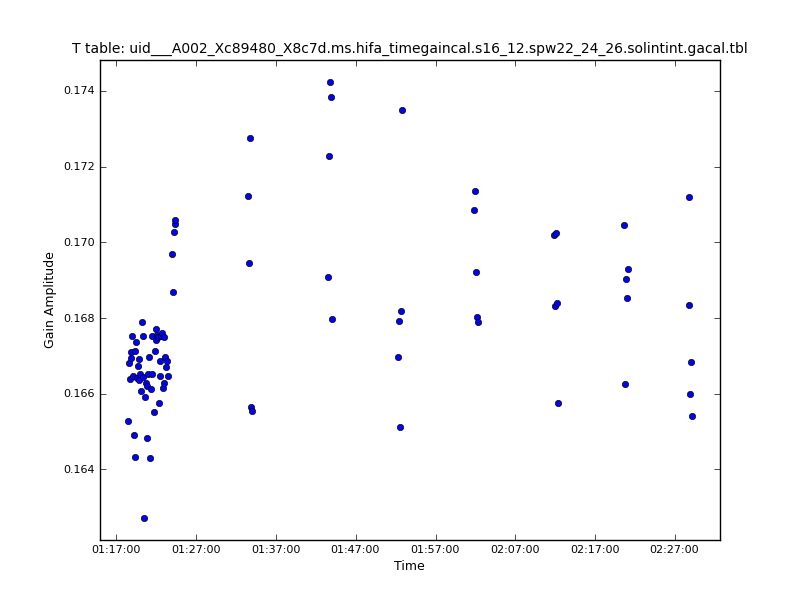 T table: uid___A002_Xc89480_X8c7d.ms.hifa_timegaincal.s16_12.spw22_24_26.solintint.gacal.tbl
0.174
0.172
0.170
0.168
0.166
0.164
Gain Amplitude
01:17:00 01:27:00 01:37:00 01:47:00 01:57:00 02:07:00 02:17:00 02:27:00
Time